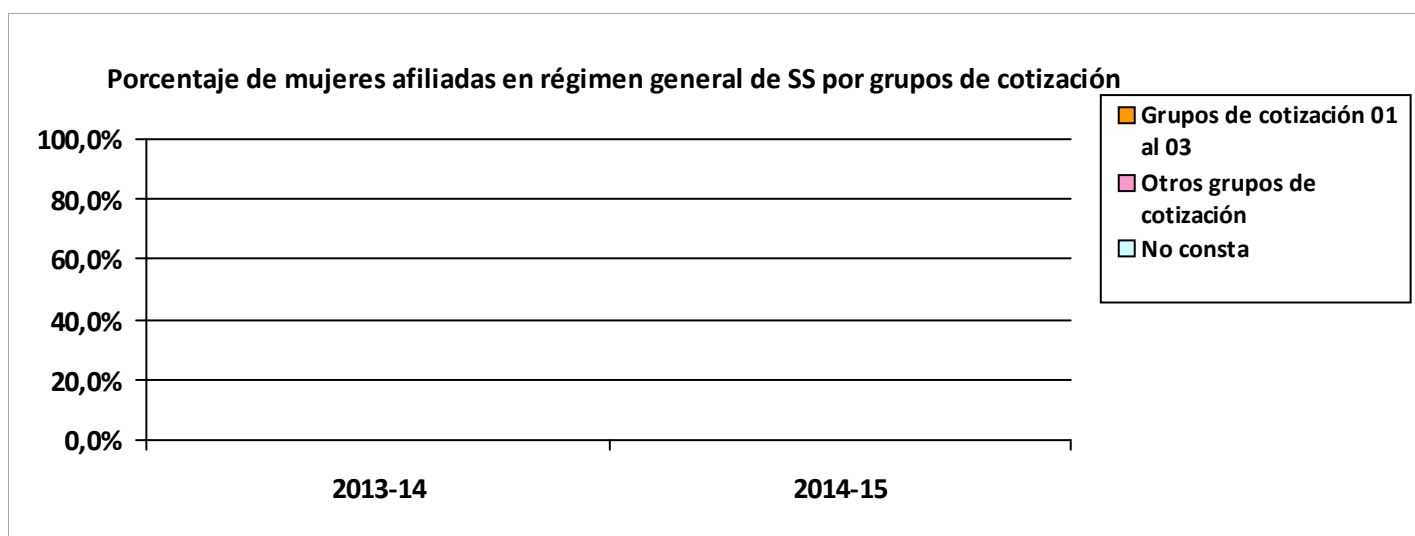 Porcentaje de mujeres afiliadas en régimen general de SS por grupos de cotización
Grupos de cotización 01
al 03
Otros grupos de
cotización
No consta
100,0%
80,0%
60,0%
40,0%
20,0%
0,0%
2013-14
2014-15